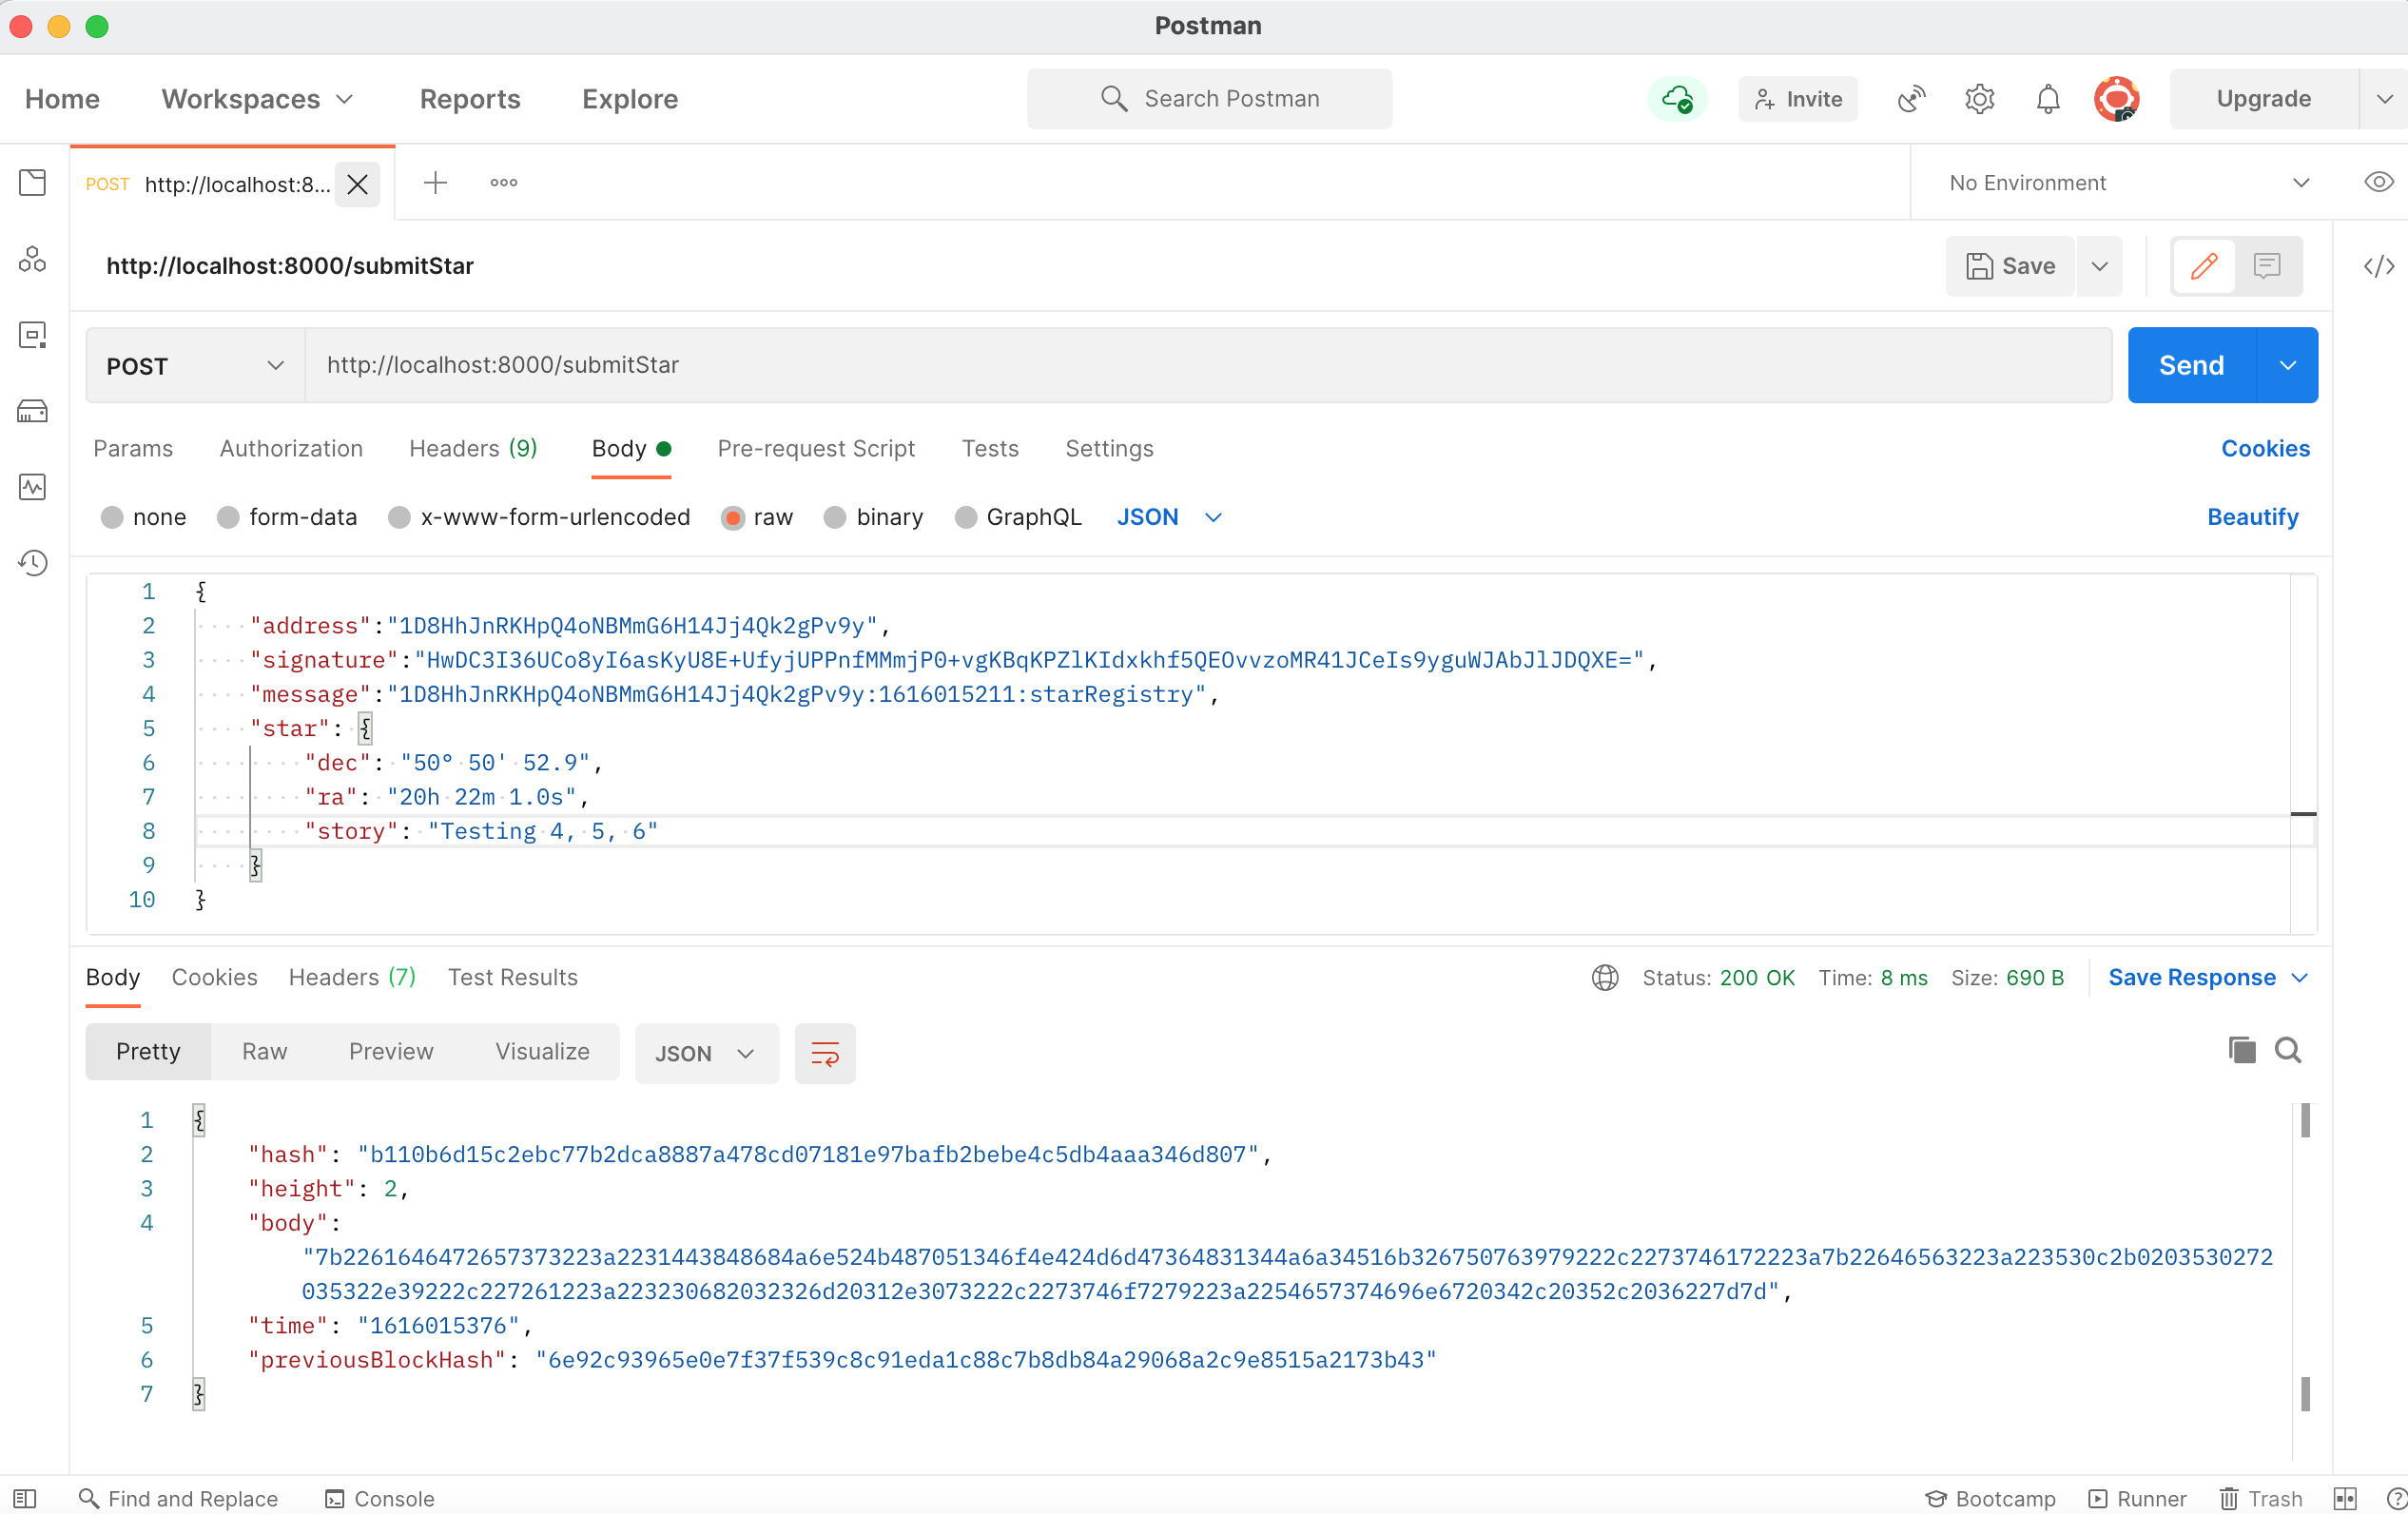 Postman
Home Workspaces Reports Explore Search Postman Invite Upgrade
POST http://localhost:8... No Environment
http://localhost:8000/submitStar Save
POST http://localhost:8000/submitStar Send
Params Authorization Headers (9) Body Pre-request Script Tests Settings Cookies
none form-data x-www-form-urlencoded raw binary GraphQL JSON Beautify
1 {
2 "address":"1D8HhJnRKHpQ4oNBMmG6H14Jj4Qk2gPv9y",
3 "signature":"HwDC3I36UCo8yI6asKyU8E+UfyjUPPnfMMmjP0+vgKBqKPZlKIdxkhf5QEOvvzoMR41JCeIs9yguWJAbJlJDQXE=",
4 "message":"1D8HhJnRKHpQ4oNBMmG6H14Jj4Qk2gPv9y:1616015211:starRegistry",
5 "star": {
6 "dec": "50° 50' 52.9",
7 "ra": "20h 22m 1.0s",
8 "story": "Testing 4, 5, 6"
9 }
10 }
Body Cookies Headers (7) Test Results Status: 200 OK Time: 8 ms Size: 690 B Save Response
Pretty Raw Preview Visualize JSON
1 {
2 "hash": "b110b6d15c2ebc77b2dca8887a478cd07181e97bafb2bebe4c5db4aaa346d807",
3 "height": 2,
4 "body":
"7b2261646472657373223a2231443848684a6e524b487051346f4e424d6d47364831344a6a34516b326750763979222c2273746172223a7b22646563223a223530c2b0203530272
035322e39222c227261223a223230682032326d20312e3073222c2273746f7279223a2254657374696e6720342c20352c2036227d7d",
5 "time": "1616015376",
6 "previousBlockHash": "6e92c93965e0e7f37f539c8c91eda1c88c7b8db84a29068a2c9e8515a2173b43"
7 }
Find and Replace Console Bootcamp Runner Trash